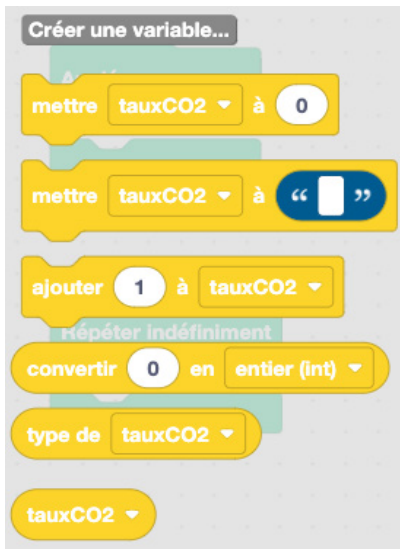 Créer une variable...
mettre tauxCO2 à 0
mettre tauxCO2 à “ ”
ajouter 1 à tauxCO2
Répéter indéfiniment
convertir 0 en entier (int)
type de tauxCO2
tauxCO2